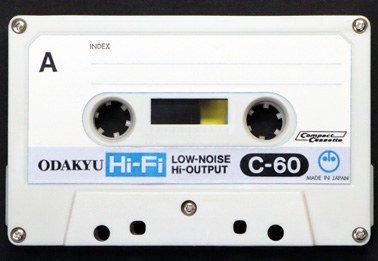 INDEX
A
Compact
Cassette
ODAKYU Hi-Fi LOW-NOISE
Hi-OUTPUT C-60
MADE IN JAPAN